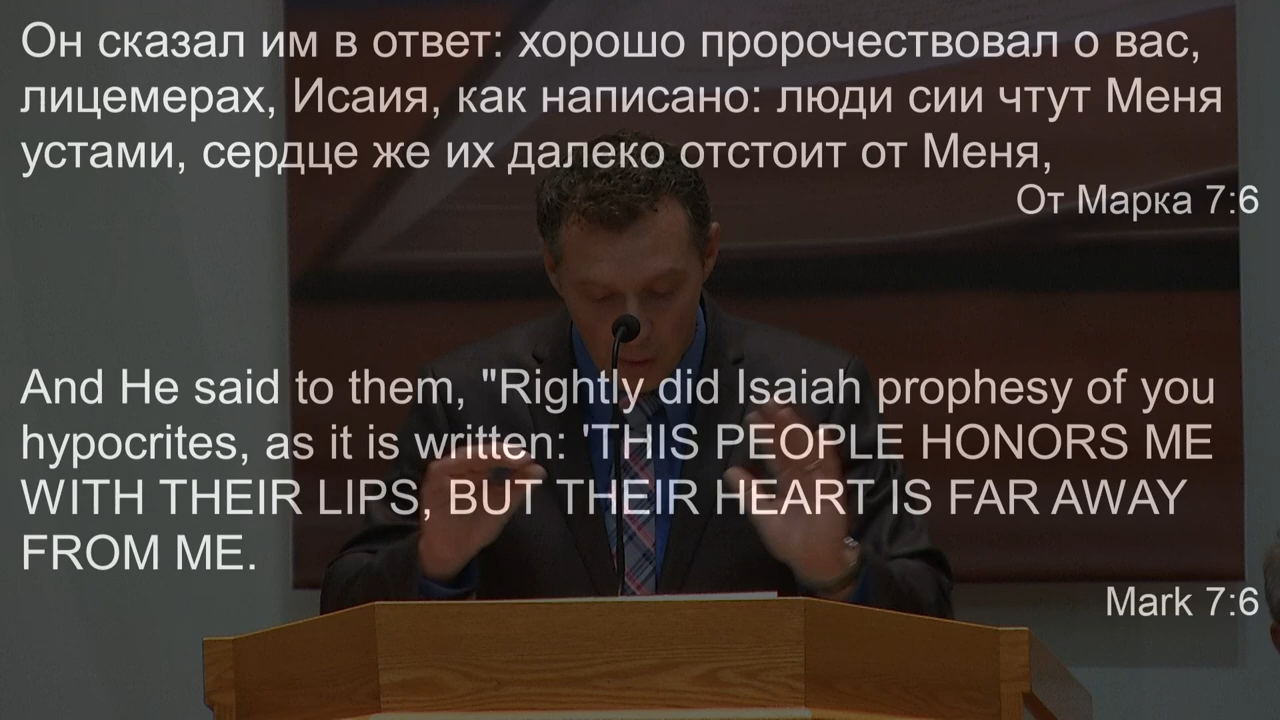 Он сказал им в ответ: хорошо пророчествовал о вас,
лицемерах, Исаия, как написано: люди сии чтут Меня
устами, сердце же их далеко отстоит от Меня,
От Марка 7:6
And He said to them, "Rightly did Isaiah prophesy of you
hypocrites, as it is written: 'THIS PEOPLE HONORS ME
WITH THEIR LIPS, BUT THEIR HEART IS FAR AWAY
FROM ME.
Mark 7:6